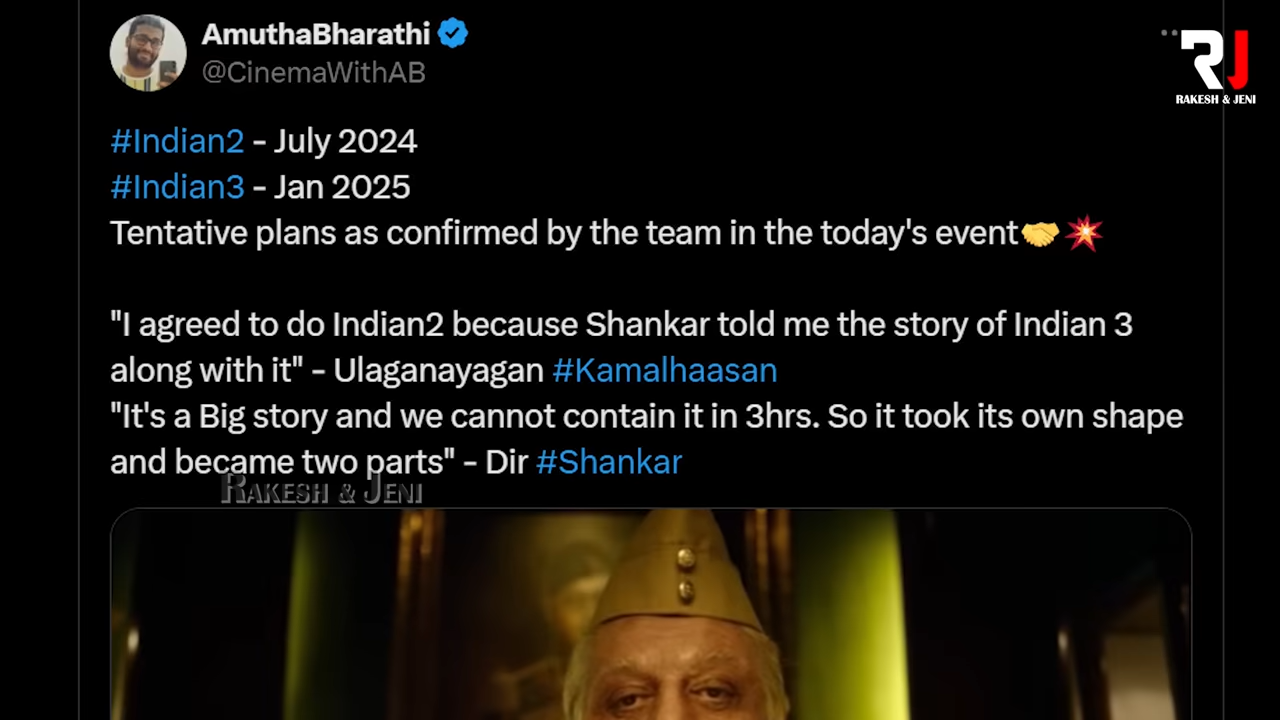 AmuthaBharathi
@CinemaWithAB
RJ
RAKESH & JENI
#Indian2 - July 2024
#Indian3 - Jan 2025
Tentative plans as confirmed by the team in the today's event🤝💥
"I agreed to do Indian2 because Shankar told me the story of Indian 3
along with it" - Ulaganayagan #Kamalhaasan
"It's a Big story and we cannot contain it in 3hrs. So it took its own shape
and became two parts" - Dir #Shankar
RAKESH & JENI